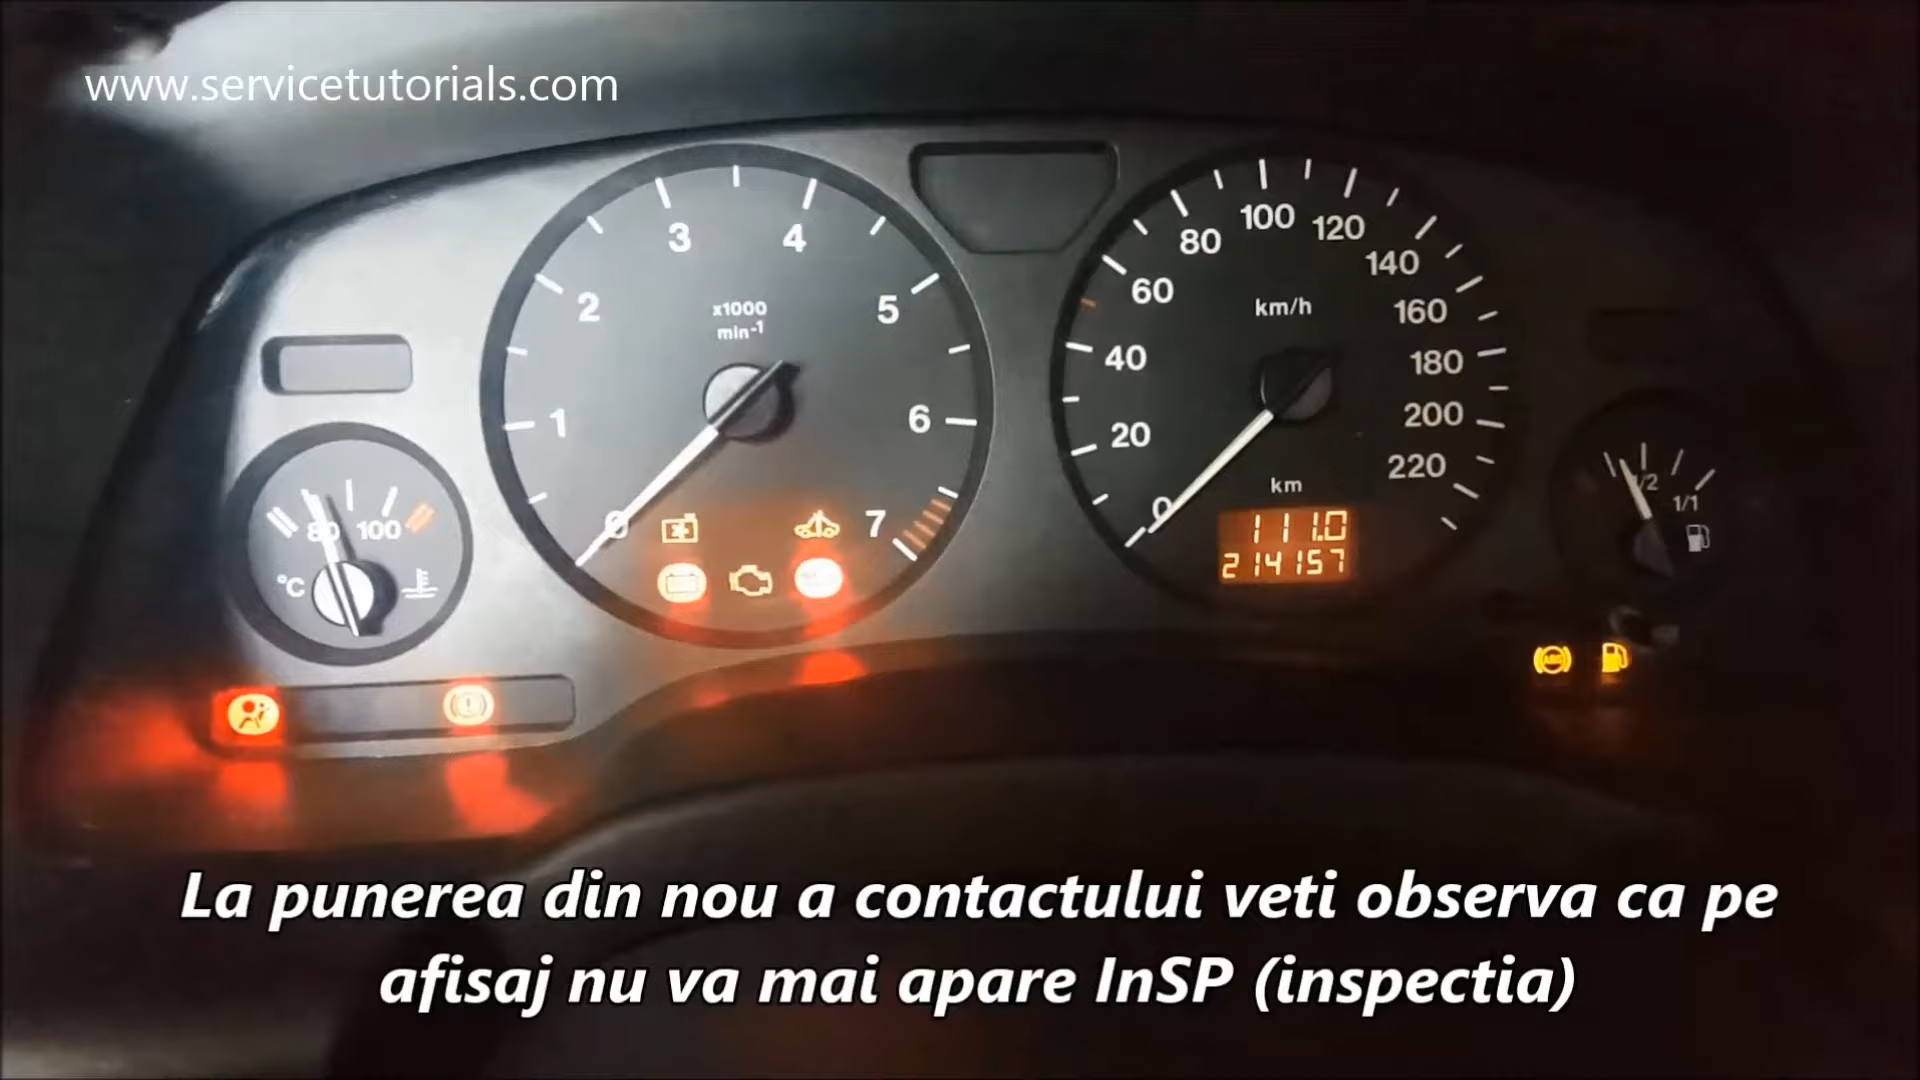 www.servicetutorials.com
3
4
2
5
x1000
min-1
1
6
0
7
80
100
°C
100
80
120
60
140
km/h
160
40
180
200
20
220
km
0
111.0
214157
1/2
1/1
ABS
La punerea din nou a contactului veti observa ca pe
afisaj nu va mai apare InSP (inspectia)